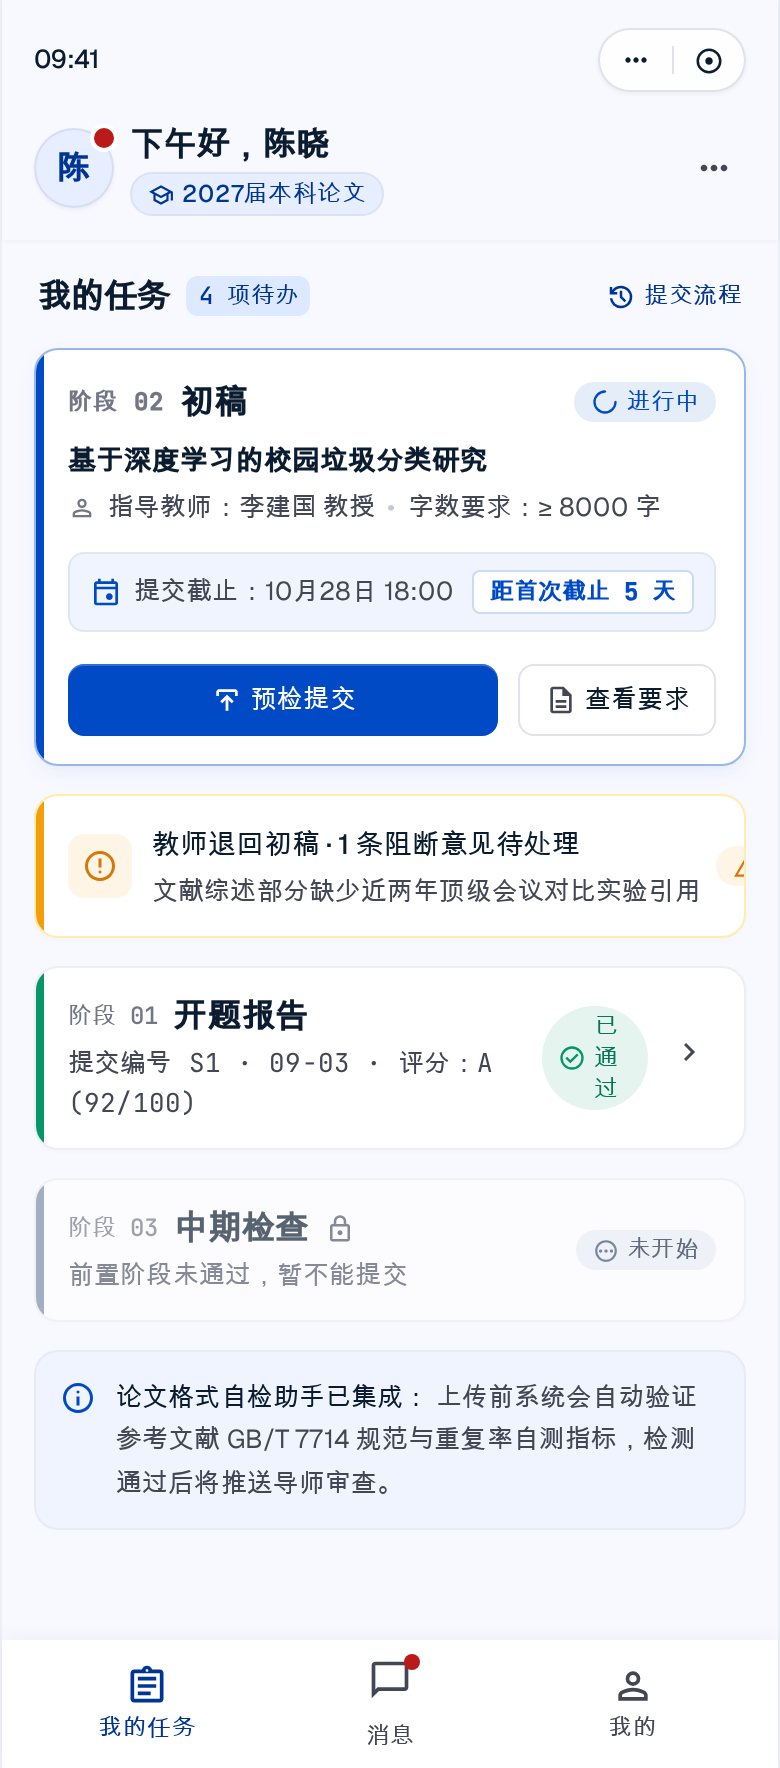 09:41
陈
下午好，陈晓
2027届本科论文
我的任务
4 项待办
提交流程
阶段 02 初稿
进行中
基于深度学习的校园垃圾分类研究
指导教师：李建国 教授 • 字数要求：≥ 8000 字
提交截止：10月28日 18:00
距首次截止 5 天
预检提交
查看要求
教师退回初稿·1 条阻断意见待处理
文献综述部分缺少近两年顶级会议对比实验引用
阶段 01 开题报告
提交编号 S1 · 09-03 · 评分：A
(92/100)
已
通
过
阶段 03 中期检查
前置阶段未通过，暂不能提交
未开始
论文格式自检助手已集成： 上传前系统会自动验证
参考文献 GB/T 7714 规范与重复率自测指标，检测
通过后将推送导师审查。
我的任务
消息
我的